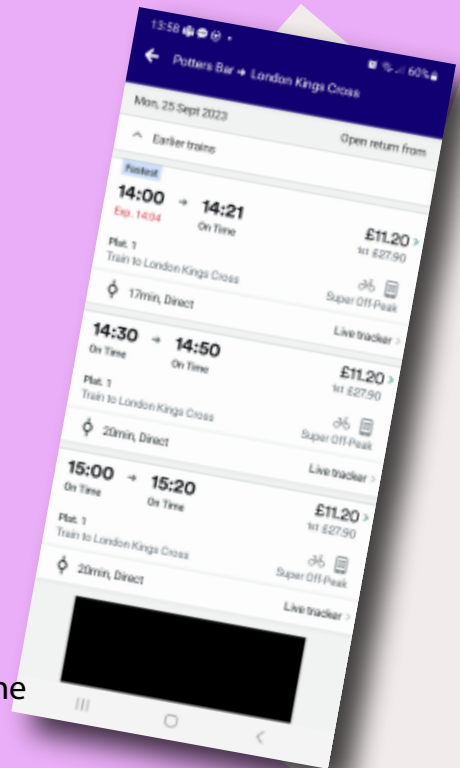 13:58 60%
Potters Bar → London Kings Cross
Mon, 25 Sept 2023 Open return from
Earlier trains
Fastest
14:00 → 14:21 £11.20
Exp. 14:04 On Time 1st £27.90
Plat. 1
Train to London Kings Cross Super Off-Peak
17min, Direct Live tracker
14:30 → 14:50 £11.20
On Time On Time 1st £27.90
Plat. 1
Train to London Kings Cross Super Off-Peak
20min, Direct Live tracker
15:00 → 15:20 £11.20
On Time On Time 1st £27.90
Plat. 1
Train to London Kings Cross Super Off-Peak
20min, Direct Live tracker